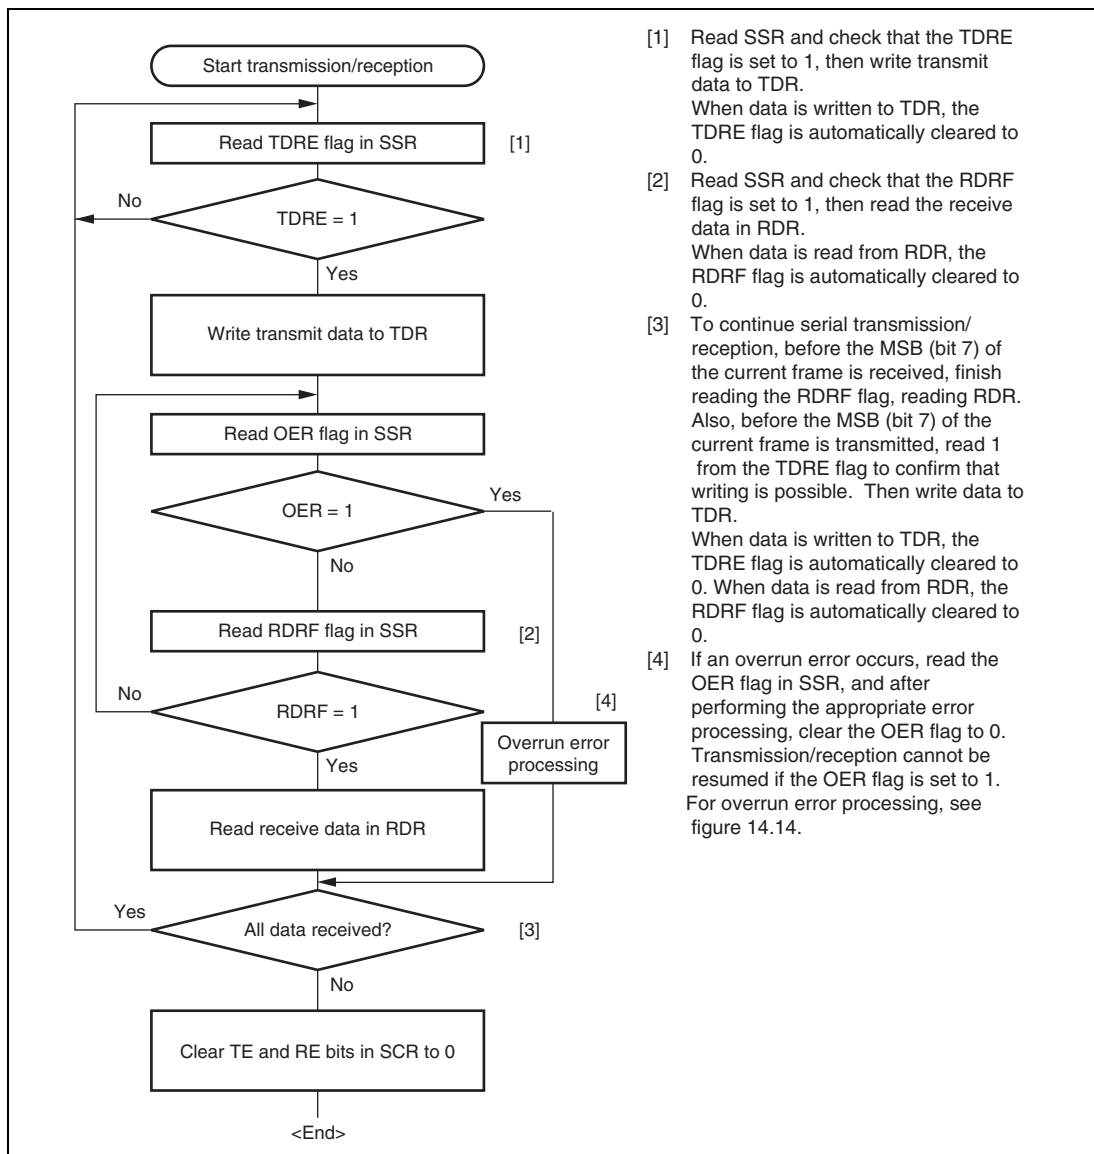 Start transmission/reception
Read TDRE flag in SSR
[1]
No
TDRE = 1
Yes
Write transmit data to TDR
Read OER flag in SSR
Yes
OER = 1
No
Read RDRF flag in SSR
[2]
No
RDRF = 1
[4]
Overrun error
processing
Yes
Read receive data in RDR
Yes
All data received?
[3]
No
Clear TE and RE bits in SCR to 0
<End>
[1] Read SSR and check that the TDRE
flag is set to 1, then write transmit
data to TDR.
When data is written to TDR, the
TDRE flag is automatically cleared to
0.
[2] Read SSR and check that the RDRF
flag is set to 1, then read the receive
data in RDR.
When data is read from RDR, the
RDRF flag is automatically cleared to
0.
[3] To continue serial transmission/
reception, before the MSB (bit 7) of
the current frame is received, finish
reading the RDRF flag, reading RDR.
Also, before the MSB (bit 7) of the
current frame is transmitted, read 1
from the TDRE flag to confirm that
writing is possible. Then write data to
TDR.
When data is written to TDR, the
TDRE flag is automatically cleared to
0. When data is read from RDR, the
RDRF flag is automatically cleared to
0.
[4] If an overrun error occurs, read the
OER flag in SSR, and after
performing the appropriate error
processing, clear the OER flag to 0.
Transmission/reception cannot be
resumed if the OER flag is set to 1.
For overrun error processing, see
figure 14.14.